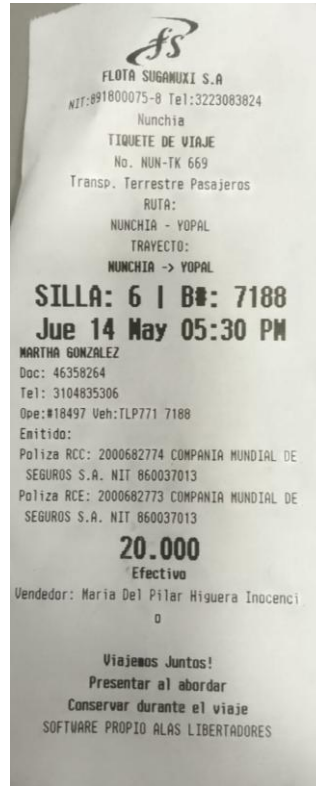 fS
FLOTA SUGAMUXI S.A
NIT:891800075-8 Tel:3223083824
Nunchia
TIQUETE DE VIAJE
No. NUN-TK 669
Transp. Terrestre Pasajeros
RUTA:
NUNCHIA - YOPAL
TRAYECTO:
NUNCHIA -> YOPAL
SILLA: 6 | B#: 7188
Jue 14 May 05:30 PM
MARTHA GONZALEZ
Doc: 46358264
Tel: 3104835306
Ope:#18497 Veh:TLP771 7188
Emitido:
Poliza RCC: 2000682774 COMPANIA MUNDIAL DE
SEGUROS S.A. NIT 860037013
Poliza RCE: 2000682773 COMPANIA MUNDIAL DE
SEGUROS S.A. NIT 860037013
20.000
Efectivo
Vendedor: Maria Del Pilar Higuera Inocenci
o
Viajemos Juntos!
Presentar al abordar
Conservar durante el viaje
SOFTWARE PROPIO ALAS LIBERTADORES